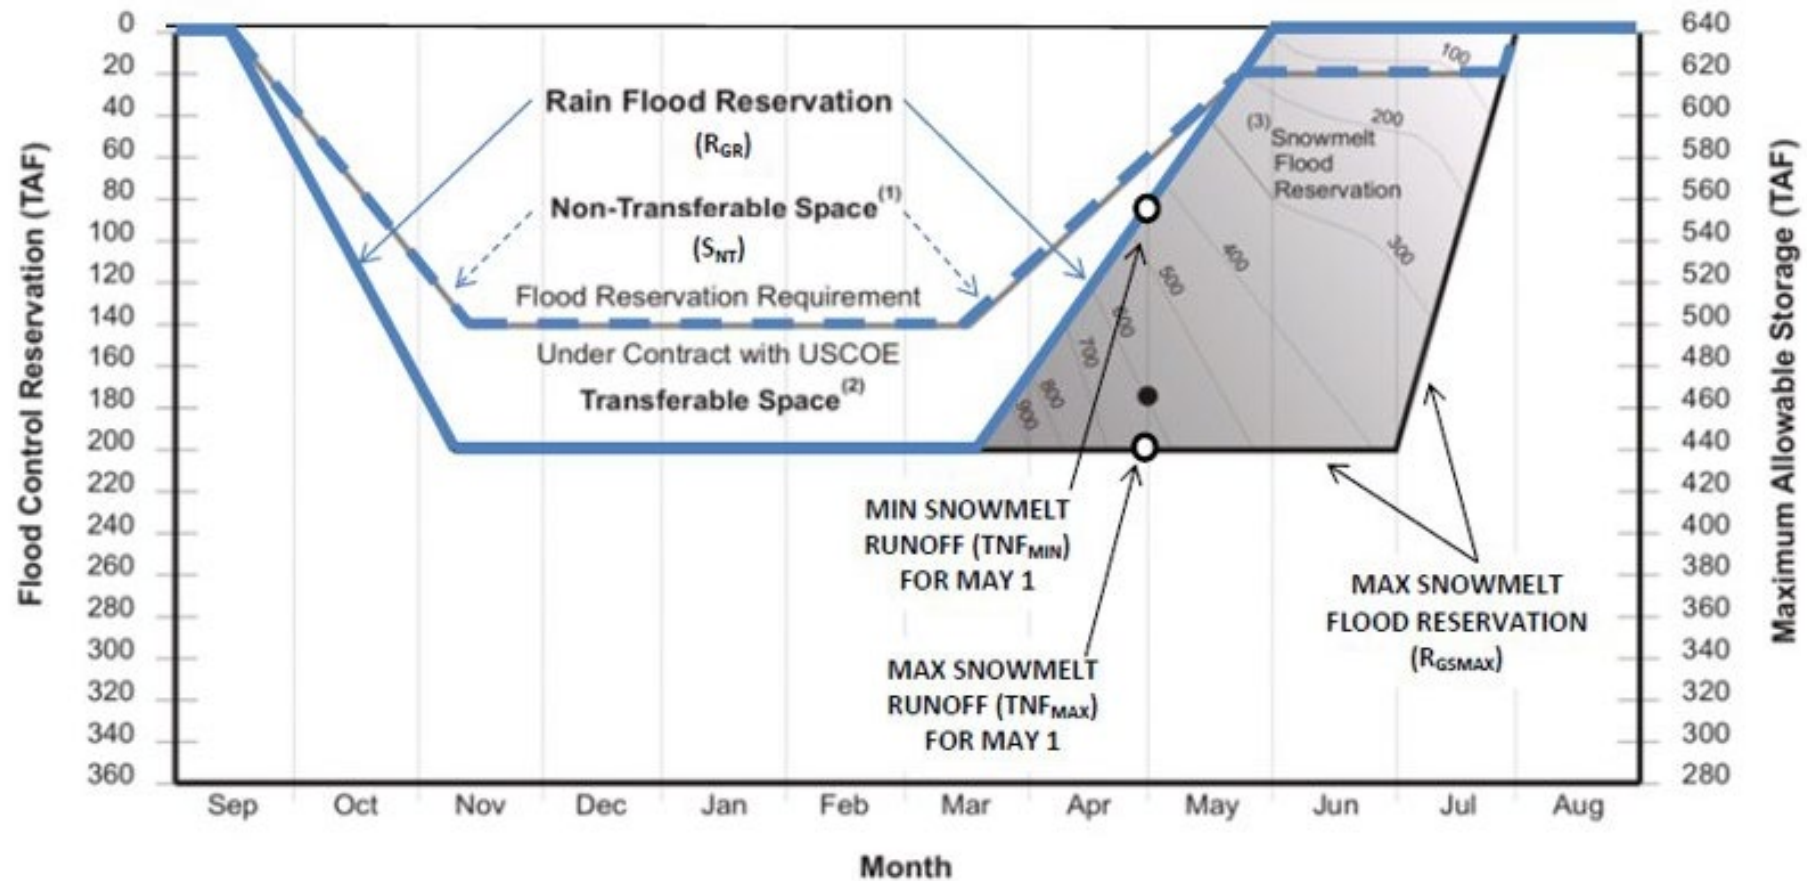 0
20
40
60
80
100
120
140
160
180
200
220
240
260
280
300
320
340
360
Flood Control Reservation (TAF)
Rain Flood Reservation
(R_GR)
Non-Transferable Space(1)
(S_NT)
Flood Reservation Requirement
Under Contract with USCOE
Transferable Space(2)
100
200
(3)Snowmelt
Flood
Reservation
300
400
500
600
700
800
900
MIN SNOWMELT
RUNOFF (TNF_MIN)
FOR MAY 1
MAX SNOWMELT
RUNOFF (TNF_MAX)
FOR MAY 1
MAX SNOWMELT
FLOOD RESERVATION
(R_GSMAX)
640
620
600
580
560
540
520
500
480
460
440
420
400
380
360
340
320
300
280
Maximum Allowable Storage (TAF)
Sep Oct Nov Dec Jan Feb Mar Apr May Jun Jul Aug
Month